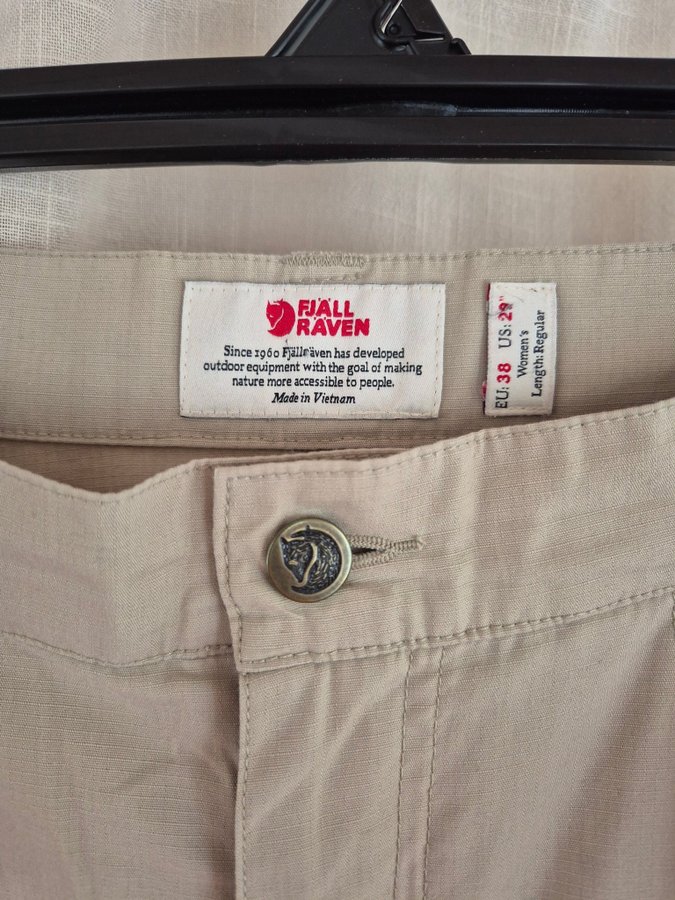 FJÄLL
RÄVEN
Since 1960 Fjällräven has developed
outdoor equipment with the goal of making
nature more accessible to people.
Made in Vietnam
EU: 38 US: 29"
Women's
Length: Regular